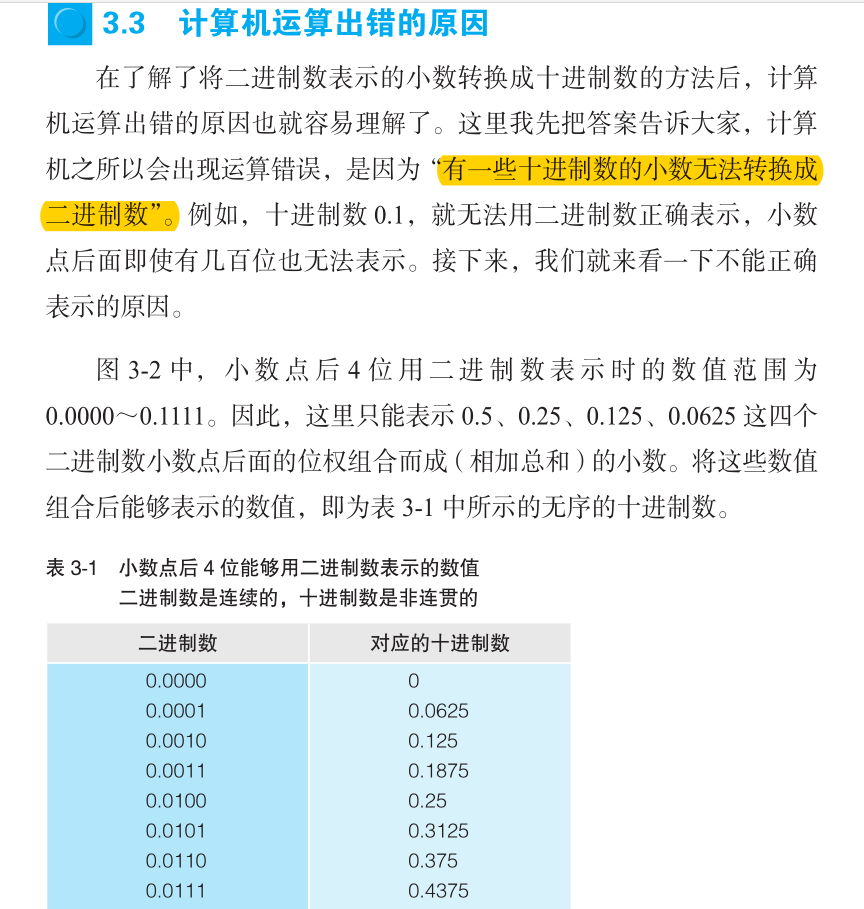 3.3 计算机运算出错的原因
在了解了将二进制数表示的小数转换成十进制数的方法后，计算
机运算出错的原因也就容易理解了。这里我先把答案告诉大家，计算
机之所以会出现运算错误，是因为“有一些十进制数的小数无法转换成
二进制数”。例如，十进制数 0.1，就无法用二进制数正确表示，小数
点后面即使有几百位也无法表示。接下来，我们就来看一下不能正确
表示的原因。
图 3-2 中，小数点后 4 位用二进制数表示时的数值范围为
0.0000～0.1111。因此，这里只能表示 0.5、0.25、0.125、0.0625 这四个
二进制数小数点后面的位权组合而成（相加总和）的小数。将这些数值
组合后能够表示的数值，即为表 3-1 中所示的无序的十进制数。
表 3-1 小数点后 4 位能够用二进制数表示的数值
二进制数是连续的，十进制数是非连贯的
二进制数 对应的十进制数
0.0000 0
0.0001 0.0625
0.0010 0.125
0.0011 0.1875
0.0100 0.25
0.0101 0.3125
0.0110 0.375
0.0111 0.4375